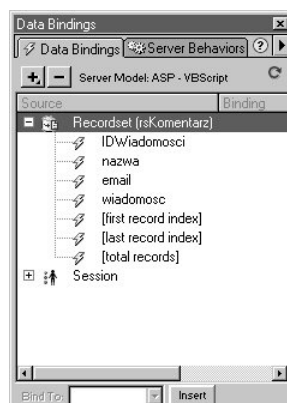 Data Bindings
Data Bindings Server Behaviors
Server Model: ASP - VBScript
Source Binding
Recordset (rsKomentarz)
IDWiadomosci
nazwa
email
wiadomosc
[first record index]
[last record index]
[total records]
Session
Bind To: Insert